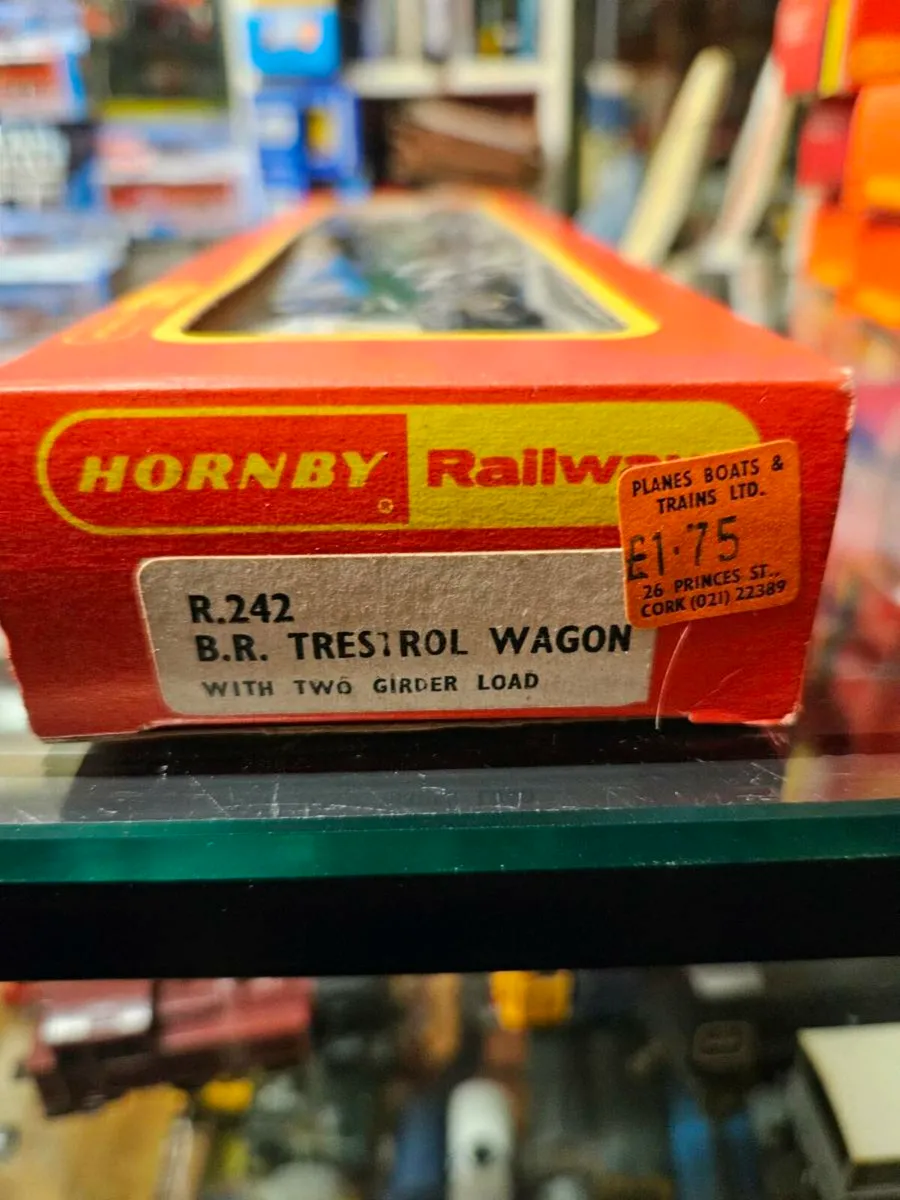 HORNBY
®
Railway
PLANES BOATS &
TRAINS LTD.
£1.75
26 PRINCES ST.,
CORK (021) 22389
R.242
B.R. TRESTROL WAGON
WITH TWO GIRDER LOAD